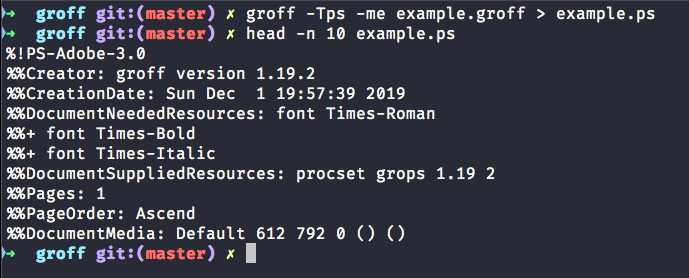 ➜  groff git:(master) ✗ groff -Tps -me example.groff > example.ps
➜  groff git:(master) ✗ head -n 10 example.ps
%!PS-Adobe-3.0
%%Creator: groff version 1.19.2
%%CreationDate: Sun Dec  1 19:57:39 2019
%%DocumentNeededResources: font Times-Roman
%%+ font Times-Bold
%%+ font Times-Italic
%%DocumentSuppliedResources: procset grops 1.19 2
%%Pages: 1
%%PageOrder: Ascend
%%DocumentMedia: Default 612 792 0 () ()
➜  groff git:(master) ✗